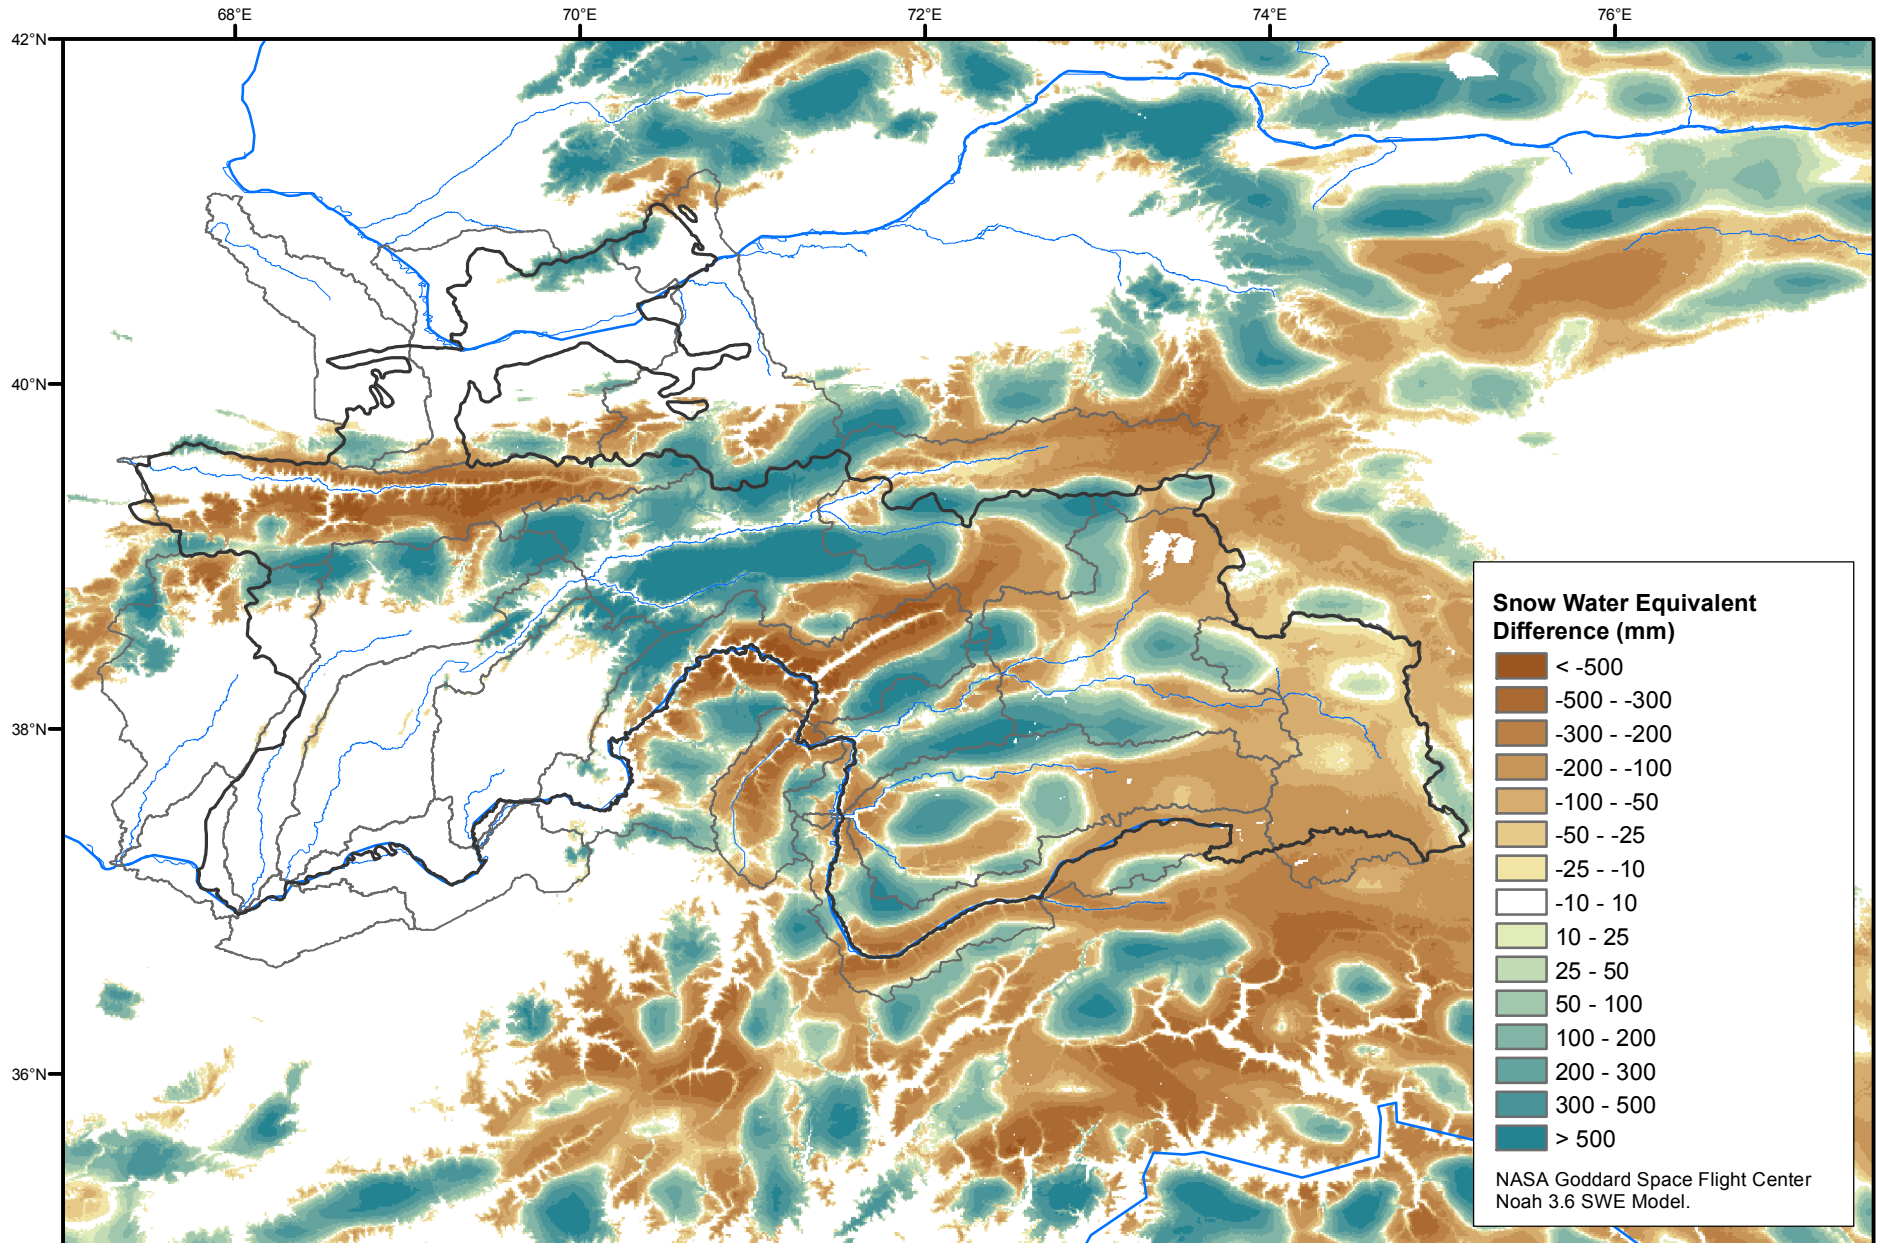 68°E
70°E
72°E
74°E
76°E
42°N
40°N
38°N
36°N
Snow Water Equivalent
Difference (mm)
< -500
-500 - -300
-300 - -200
-200 - -100
-100 - -50
-50 - -25
-25 - -10
-10 - 10
10 - 25
25 - 50
50 - 100
100 - 200
200 - 300
300 - 500
> 500
NASA Goddard Space Flight Center
Noah 3.6 SWE Model.